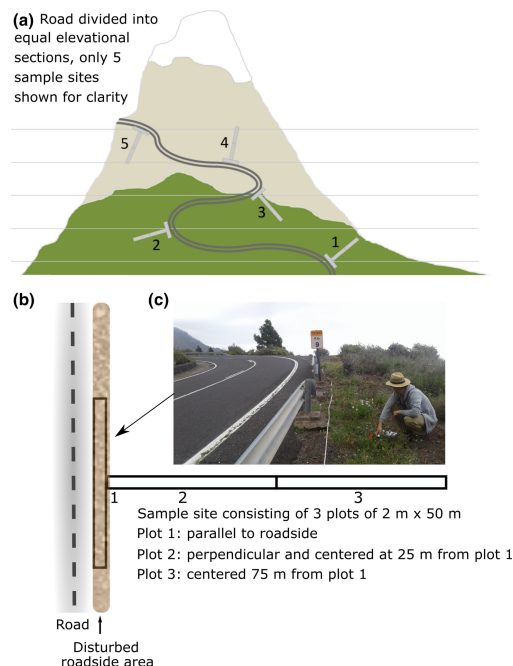 (a) Road divided into
equal elevational
sections, only 5
sample sites
shown for clarity
5
4
3
2
1
(b)
(c)
1
2
3
Sample site consisting of 3 plots of 2 m x 50 m
Plot 1: parallel to roadside
Plot 2: perpendicular and centered at 25 m from plot 1
Plot 3: centered 75 m from plot 1
Road
Disturbed
roadside area